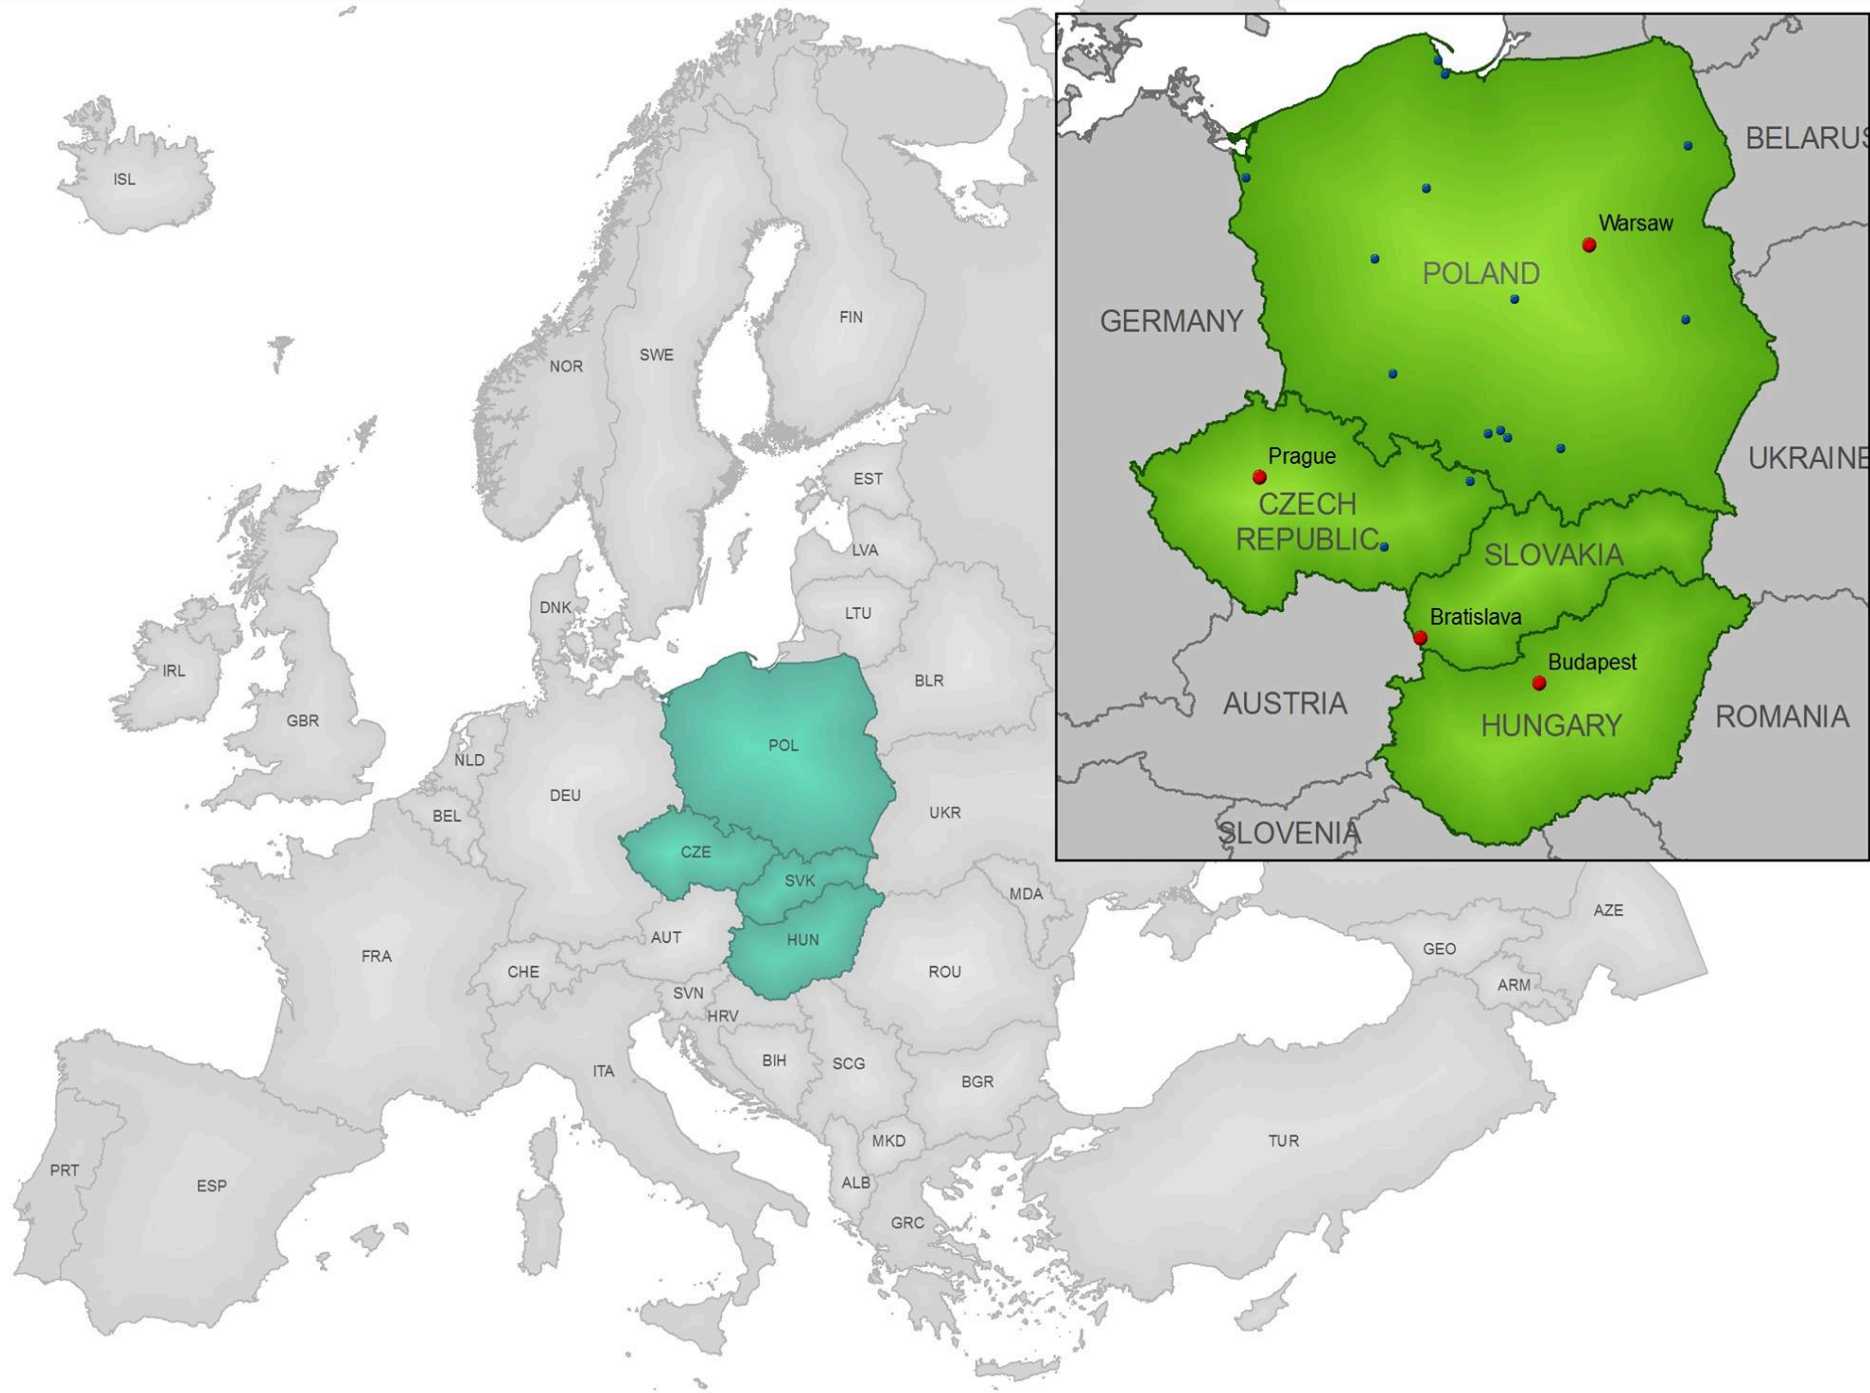 ISL
NOR
SWE
FIN
EST
LVA
LTU
DNK
IRL
GBR
NLD
BEL
DEU
POL
BLR
UKR
CZE
SVK
HUN
AUT
CHE
FRA
SVN
HRV
BIH
SCG
ROU
MDA
BGR
ITA
MKD
ALB
GRC
PRT
ESP
TUR
GEO
ARM
AZE
BELARUS
Warsaw
POLAND
GERMANY
UKRAINE
Prague
CZECH
REPUBLIC
SLOVAKIA
Bratislava
Budapest
AUSTRIA
HUNGARY
ROMANIA
SLOVENIA